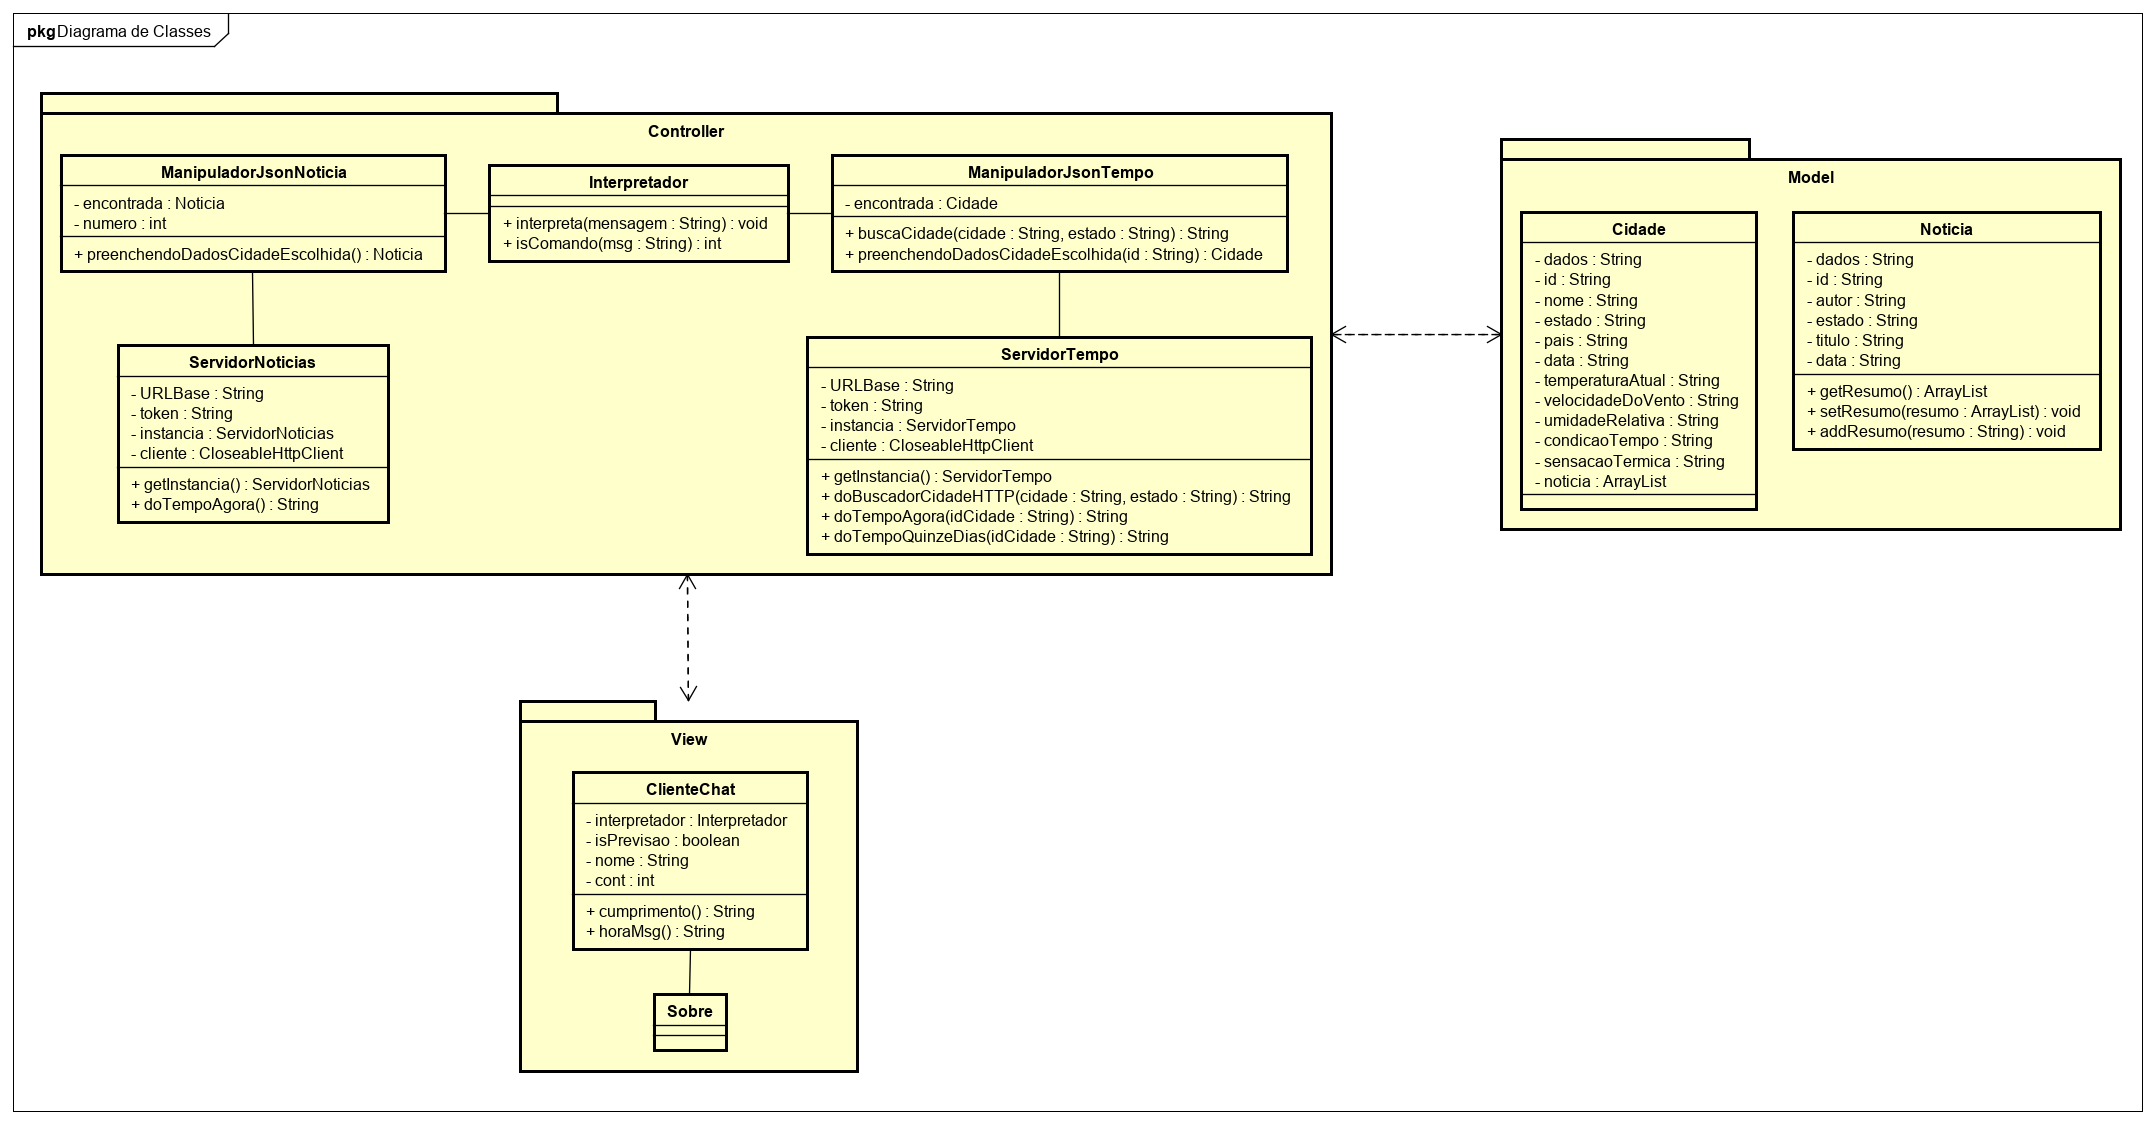 pkg Diagrama de Classes
Controller
ManipuladorJsonNoticia
- encontrada : Noticia
- numero : int
+ preenchendoDadosCidadeEscolhida() : Noticia
Interpretador
+ interpreta(mensagem : String) : void
+ isComando(msg : String) : int
ManipuladorJsonTempo
- encontrada : Cidade
+ buscaCidade(cidade : String, estado : String) : String
+ preenchendoDadosCidadeEscolhida(id : String) : Cidade
ServidorNoticias
- URLBase : String
- token : String
- instancia : ServidorNoticias
- cliente : CloseableHttpClient
+ getInstancia() : ServidorNoticias
+ doTempoAgora() : String
ServidorTempo
- URLBase : String
- token : String
- instancia : ServidorTempo
- cliente : CloseableHttpClient
+ getInstancia() : ServidorTempo
+ doBuscadorCidadeHTTP(cidade : String, estado : String) : String
+ doTempoAgora(idCidade : String) : String
+ doTempoQuinzeDias(idCidade : String) : String
Model
Cidade
- dados : String
- id : String
- nome : String
- estado : String
- pais : String
- data : String
- temperaturaAtual : String
- velocidadeDoVento : String
- umidadeRelativa : String
- condicaoTempo : String
- sensacaoTermica : String
- noticia : ArrayList
Noticia
- dados : String
- id : String
- autor : String
- estado : String
- titulo : String
- data : String
+ getResumo() : ArrayList
+ setResumo(resumo : ArrayList) : void
+ addResumo(resumo : String) : void
View
ClienteChat
- interpretador : Interpretador
- isPrevisao : boolean
- nome : String
- cont : int
+ cumprimento() : String
+ horaMsg() : String
Sobre